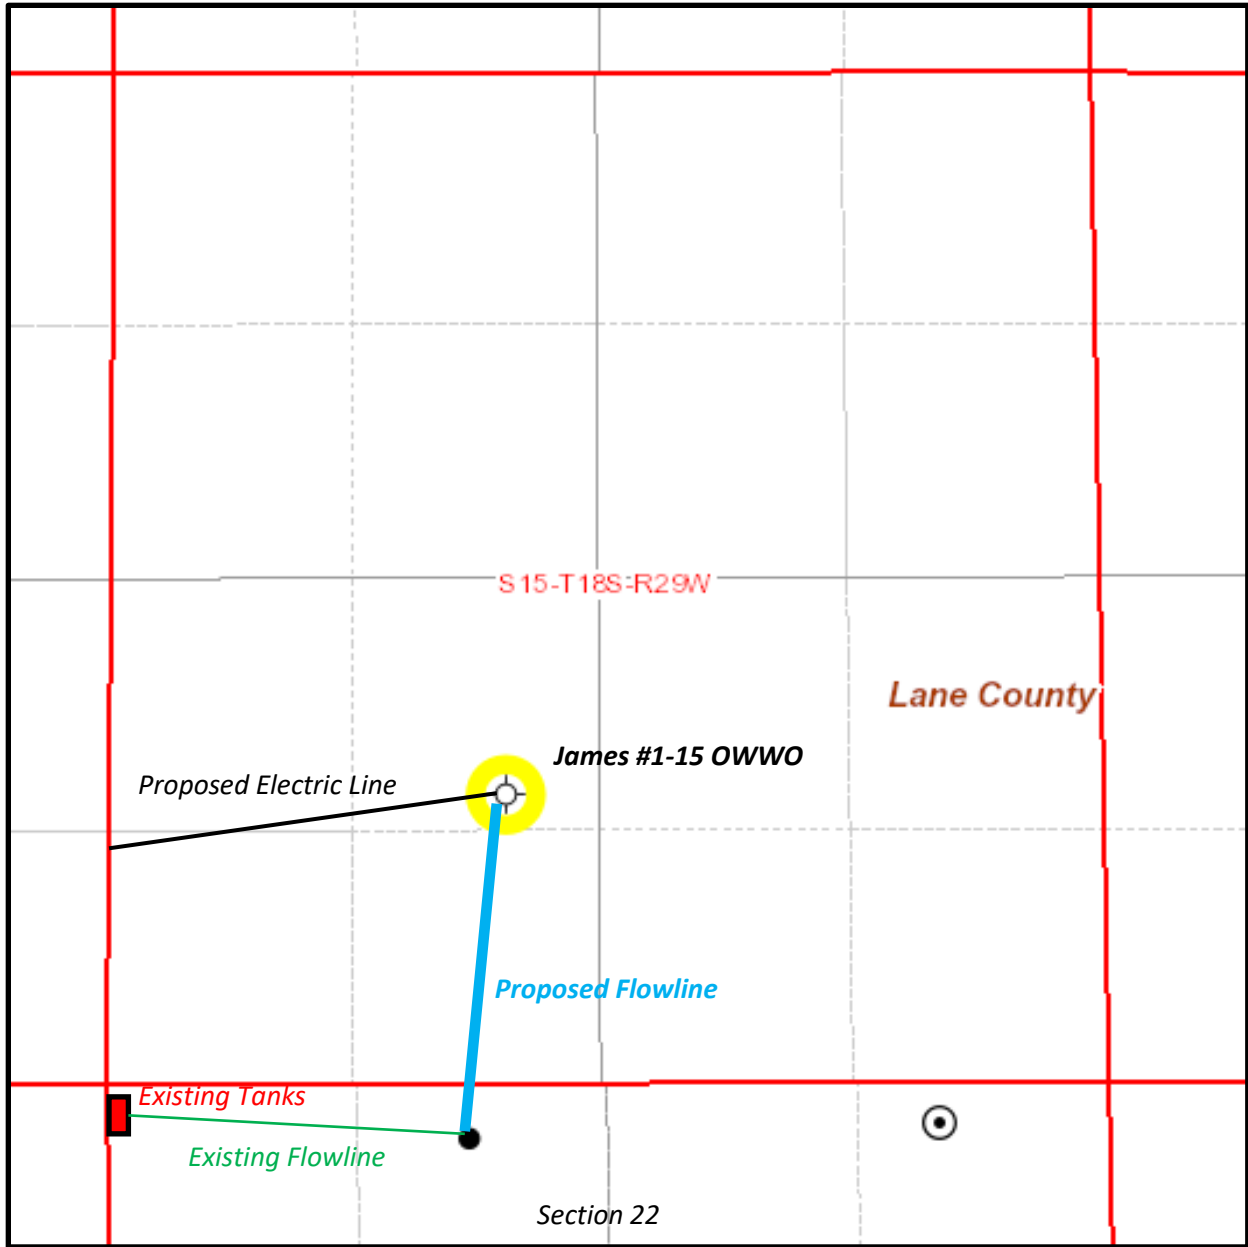 S15-T18S-R29W
Lane County
James #1-15 OWWO
Proposed Electric Line
Proposed Flowline
Existing Tanks
Existing Flowline
Section 22